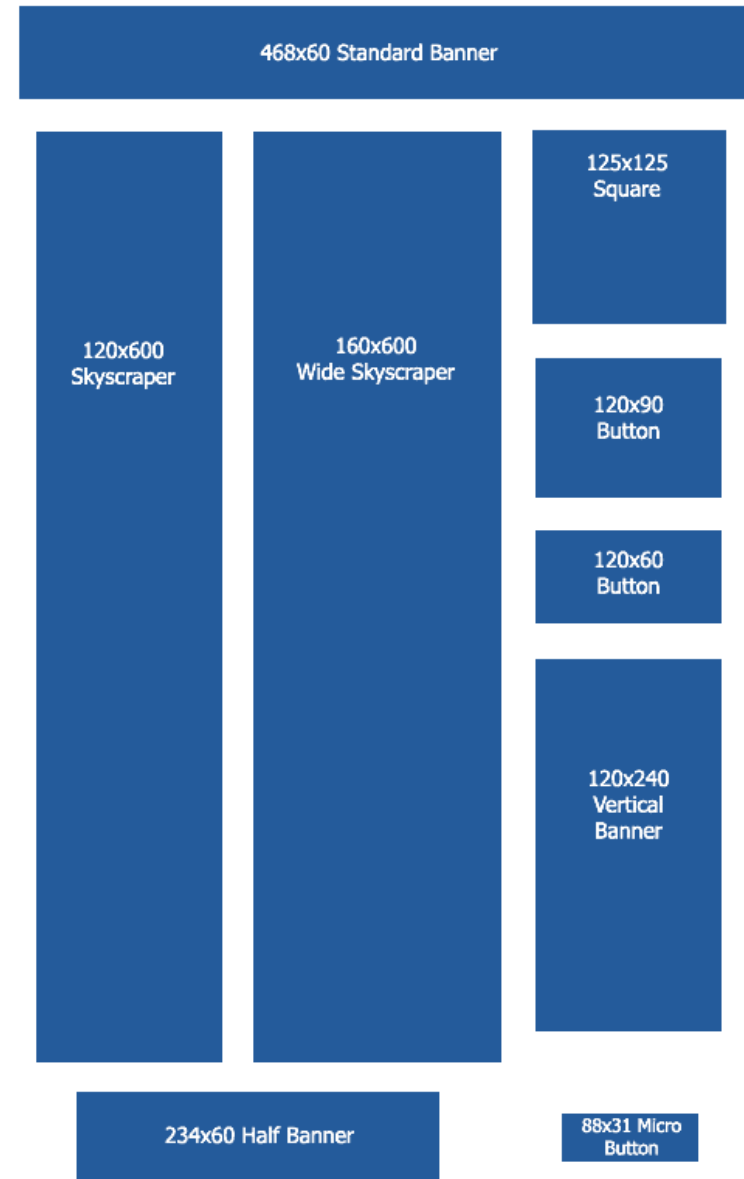 468x60 Standard Banner
125x125
Square
120x600
Skyscraper
160x600
Wide Skyscraper
120x90
Button
120x60
Button
120x240
Vertical
Banner
234x60 Half Banner
88x31 Micro
Button